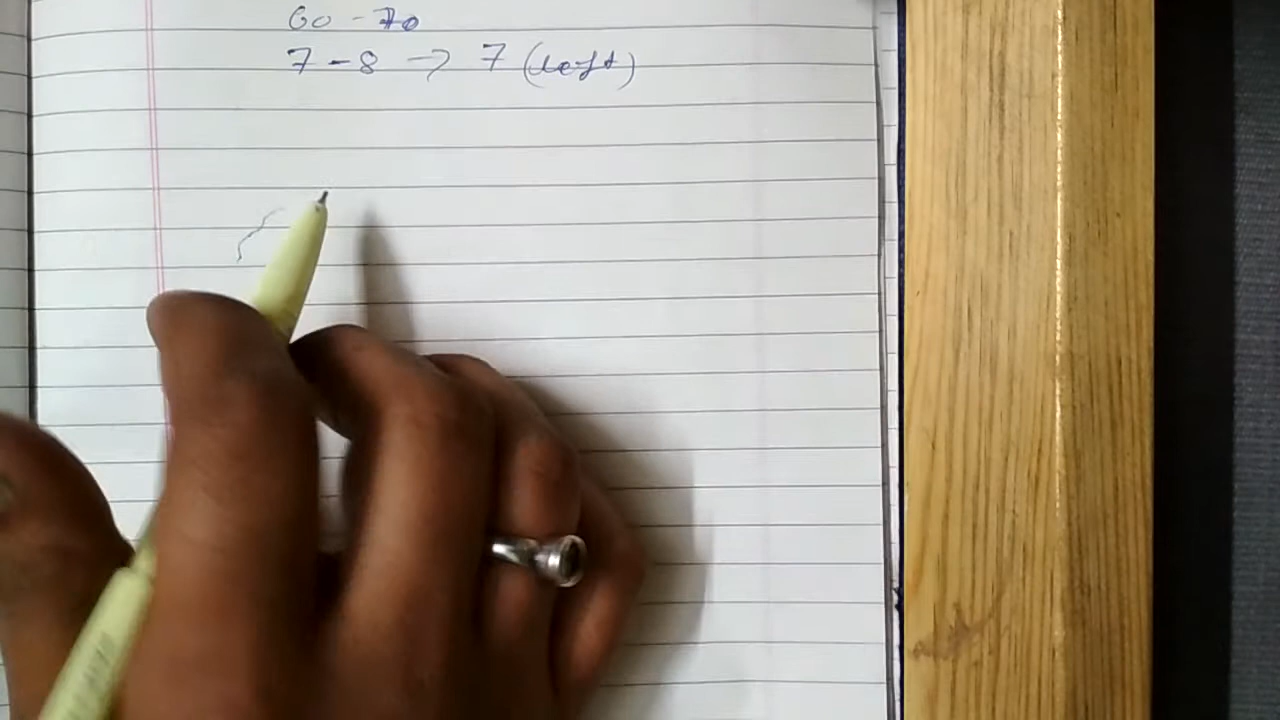 60 - 70
7 - 8 → 7 (left)